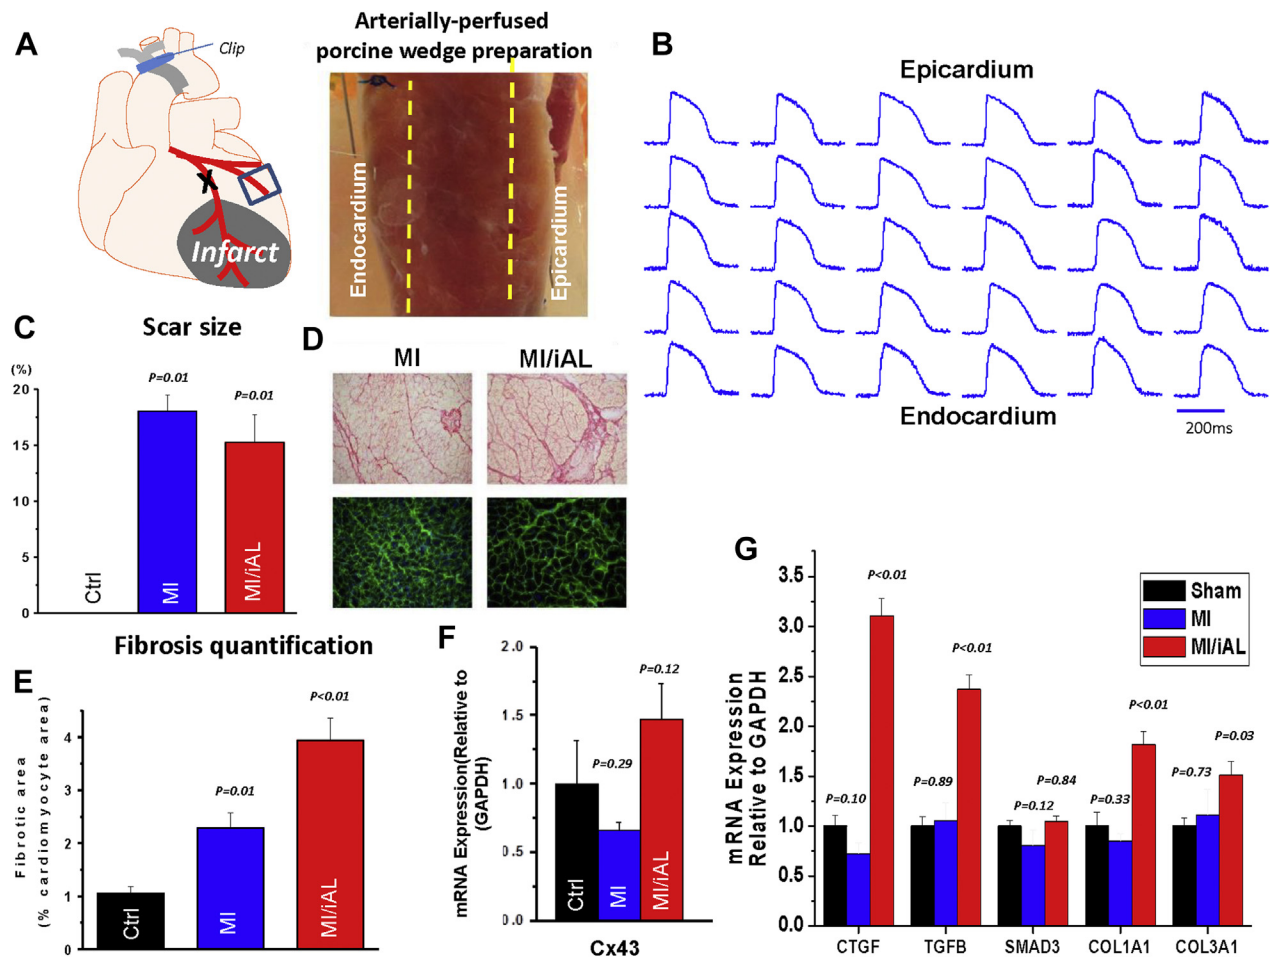 A
Clip
Infarct
Arterially-perfused
porcine wedge preparation
Endocardium
Epicardium
B
Epicardium
Endocardium
200ms
C
Scar size
(%)
20
15
10
5
0
P=0.01
P=0.01
Ctrl
MI
MI/iAL
D
MI
MI/iAL
Fibrosis quantification
E
Fibrotic area
(% cardiomyocyte area)
4
3
2
2
1
0
P=0.01
P<0.01
Ctrl
MI
MI/iAL
F
mRNA Expression(Relative to
GAPDH)
2.0
1.5
1.0
0.5
0.0
P=0.29
P=0.12
Ctrl
MI
MI/iAL
Cx43
G
mRNA Expression
Relative to GAPDH
3.5
3.0
2.5
2.0
1.5
1.0
0.5
0.0
Sham
MI
MI/iAL
P=0.10
P<0.01
P=0.89
P<0.01
P=0.12
P=0.84
P=0.33
P<0.01
P=0.73
P=0.03
CTGF
TGFB
SMAD3
COL1A1
COL3A1